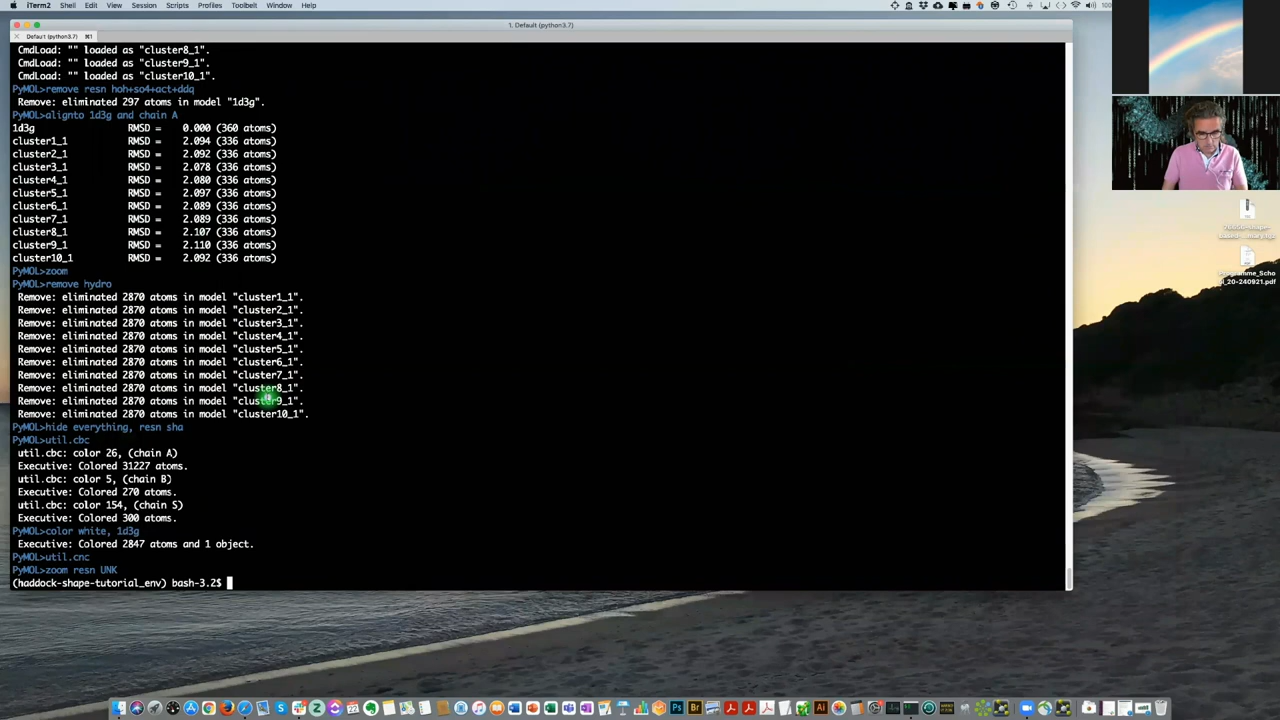 iTerm2 Shell Edit View Session Scripts Profiles Toolbelt Window Help
1. Default (python3.7)
Default (python3.7) ⌘1
CmdLoad: "" loaded as "cluster8_1".
CmdLoad: "" loaded as "cluster9_1".
CmdLoad: "" loaded as "cluster10_1".
PyMOL>remove resn hoh+so4+act+ddq
Remove: eliminated 297 atoms in model "1d3g".
PyMOL>alignto 1d3g and chain A
1d3g RMSD = 0.000 (360 atoms)
cluster1_1 RMSD = 2.094 (336 atoms)
cluster2_1 RMSD = 2.092 (336 atoms)
cluster3_1 RMSD = 2.078 (336 atoms)
cluster4_1 RMSD = 2.080 (336 atoms)
cluster5_1 RMSD = 2.097 (336 atoms)
cluster6_1 RMSD = 2.089 (336 atoms)
cluster7_1 RMSD = 2.089 (336 atoms)
cluster8_1 RMSD = 2.107 (336 atoms)
cluster9_1 RMSD = 2.110 (336 atoms)
cluster10_1 RMSD = 2.092 (336 atoms)
PyMOL>zoom
PyMOL>remove hydro
Remove: eliminated 2870 atoms in model "cluster1_1".
Remove: eliminated 2870 atoms in model "cluster2_1".
Remove: eliminated 2870 atoms in model "cluster3_1".
Remove: eliminated 2870 atoms in model "cluster4_1".
Remove: eliminated 2870 atoms in model "cluster5_1".
Remove: eliminated 2870 atoms in model "cluster6_1".
Remove: eliminated 2870 atoms in model "cluster7_1".
Remove: eliminated 2870 atoms in model "cluster8_1".
Remove: eliminated 2870 atoms in model "cluster9_1".
Remove: eliminated 2870 atoms in model "cluster10_1".
PyMOL>hide everything, resn sha
PyMOL>util.cbc
util.cbc: color 26, (chain A)
Executive: Colored 31227 atoms.
util.cbc: color 5, (chain B)
Executive: Colored 270 atoms.
util.cbc: color 154, (chain S)
Executive: Colored 300 atoms.
PyMOL>color white, 1d3g
Executive: Colored 2847 atoms and 1 object.
PyMOL>util.cnc
PyMOL>zoom resn UNK
(haddock-shape-tutorial_env) bash-3.2$